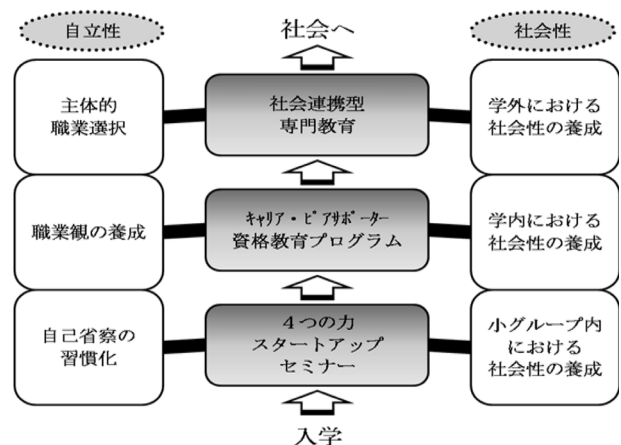 自立性
社会へ
社会性
主体的
職業選択
社会連携型
専門教育
学外における
社会性の養成
職業観の養成
ｷｬﾘｱ・ﾋﾟｱｻﾎﾟｰﾀｰ
資格教育プログラム
学内における
社会性の養成
自己省察の
習慣化
４つの力
スタートアップ
セミナー
小グループ内
における
社会性の養成
入学